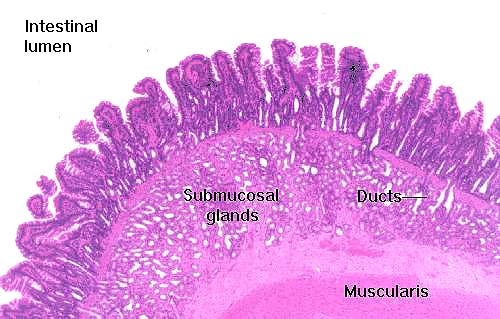 Intestinal
lumen
Submucosal
glands
Ducts
Muscularis